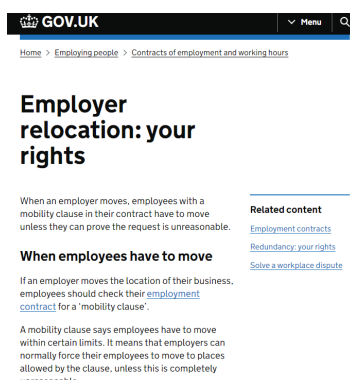 GOV.UK
Menu
Home > Employing people > Contracts of employment and working hours
Employer
relocation: your
rights
When an employer moves, employees with a
mobility clause in their contract have to move
unless they can prove the request is unreasonable.
Related content
Employment contracts
Redundancy: your rights
Solve a workplace dispute
When employees have to move
If an employer moves the location of their business,
employees should check their employment
contract for a ‘mobility clause’.
A mobility clause says employees have to move
within certain limits. It means that employers can
normally force their employees to move to places
allowed by the clause, unless this is completely